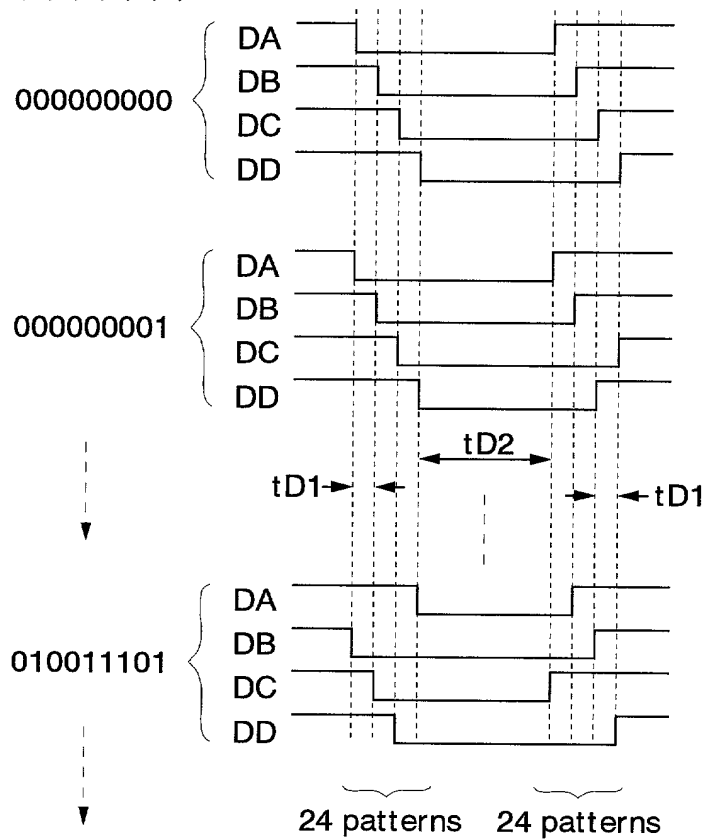 DA
DB
000000000
DC
DD
DA
DB
000000001
DC
DD
tD2
tD1
tD1
DA
DB
010011101
DC
DD
24 patterns 24 patterns